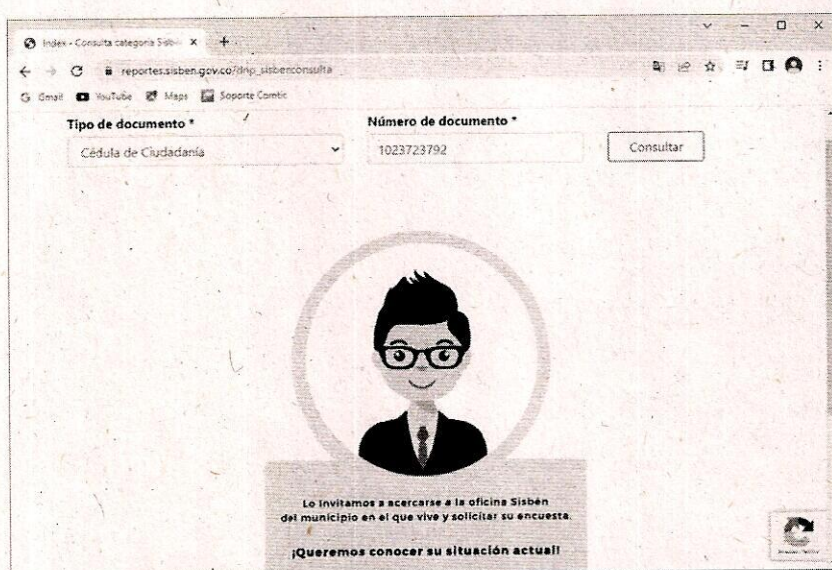 Index - Consulta categoria Sisb
reportes.sisben.gov.co/dnp_sisbenconsulta
Gmail YouTube Maps Soporte Comtic
Tipo de documento *
Número de documento *
Cédula de Ciudadanía
1023723792
Consultar
Lo invitamos a acercarse a la oficina Sisbén
del municipio en el que vive y solicitar su encuesta.
¡Queremos conocer su situación actual!